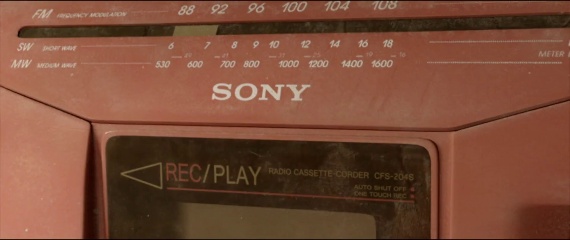 FM FREQUENCY MODULATION 88 92 96 100 104 108
SW SHORT WAVE 6 7 8 9 10 12 14 16 18
METER
MW MEDIUM WAVE 530 600 700 800 1000 1200 1400 1600
SONY
REC/PLAY RADIO CASSETTE-CORDER
AUTO SHUT OFF
ONE TOUCH REC